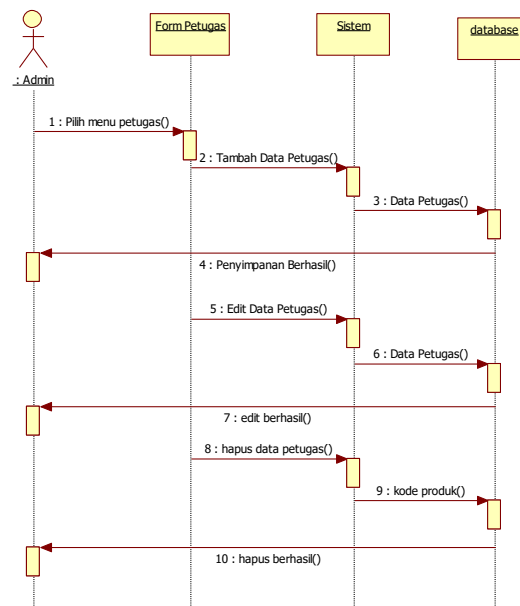 Form Petugas
Sistem
database
: Admin
1 : Pilih menu petugas()
2 : Tambah Data Petugas()
3 : Data Petugas()
4 : Penyimpanan Berhasil()
5 : Edit Data Petugas()
6 : Data Petugas()
7 : edit berhasil()
8 : hapus data petugas()
9 : kode produk()
10 : hapus berhasil()